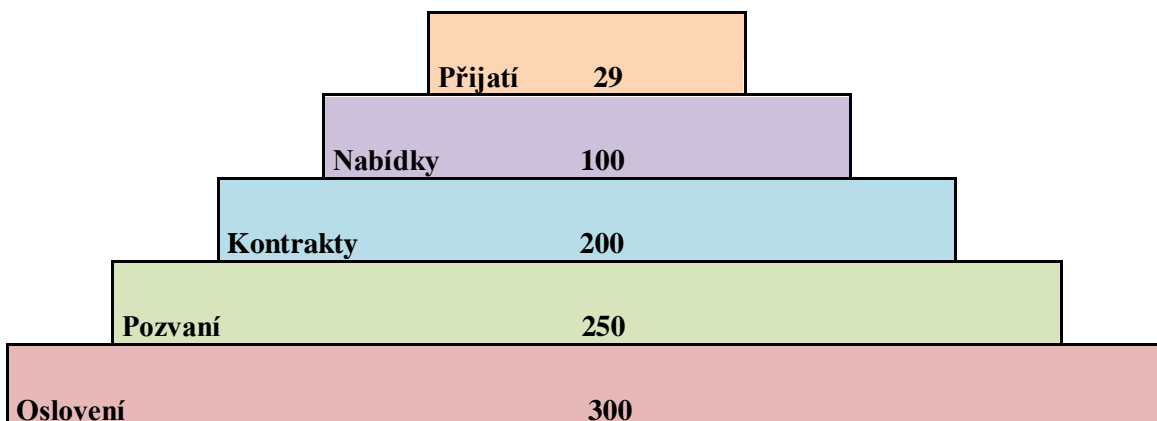 Přijatí 29
Nabídky 100
Kontrakty 200
Pozvaní 250
Oslovení 300